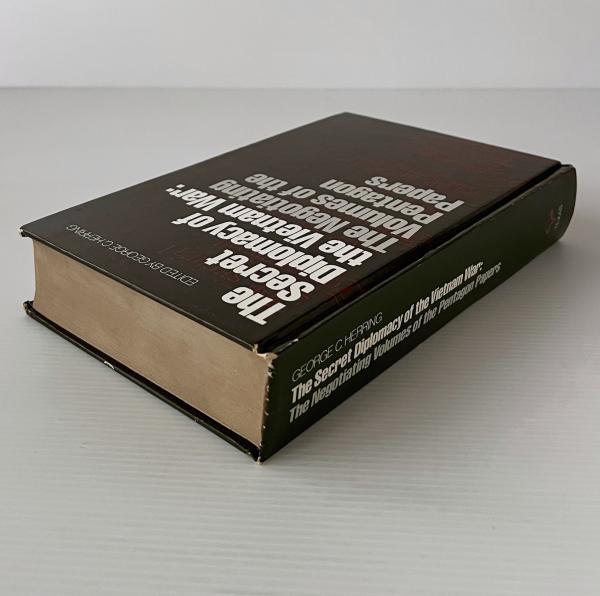 The
Secret
Diplomacy of
the Vietnam War:
The Negotiating
Volumes of the
Pentagon
Papers
EDITED BY GEORGE C. HERRING
GEORGE C. HERRING
The Secret Diplomacy of the Vietnam War:
The Negotiating Volumes of the Pentagon Papers